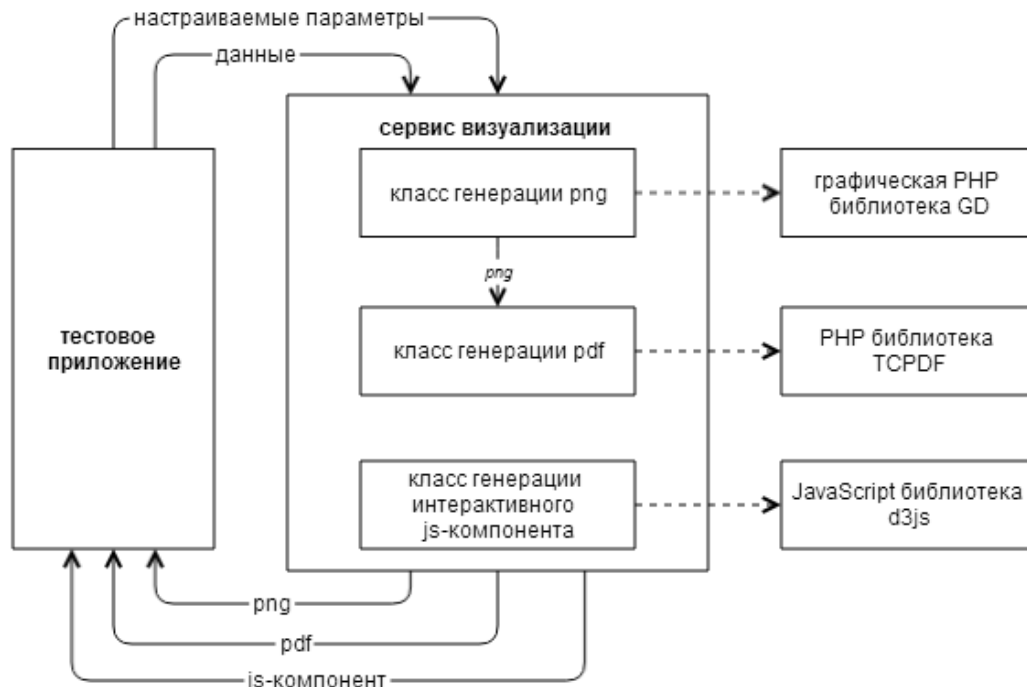 настраиваемые параметры
данные
сервис визуализации
класс генерации png
графическая PHP
библиотека GD
png
тестовое
приложение
класс генерации pdf
PHP библиотека
TCPDF
класс генерации
интерактивного
js-компонента
JavaScript библиотека
d3js
png
pdf
js-компонент